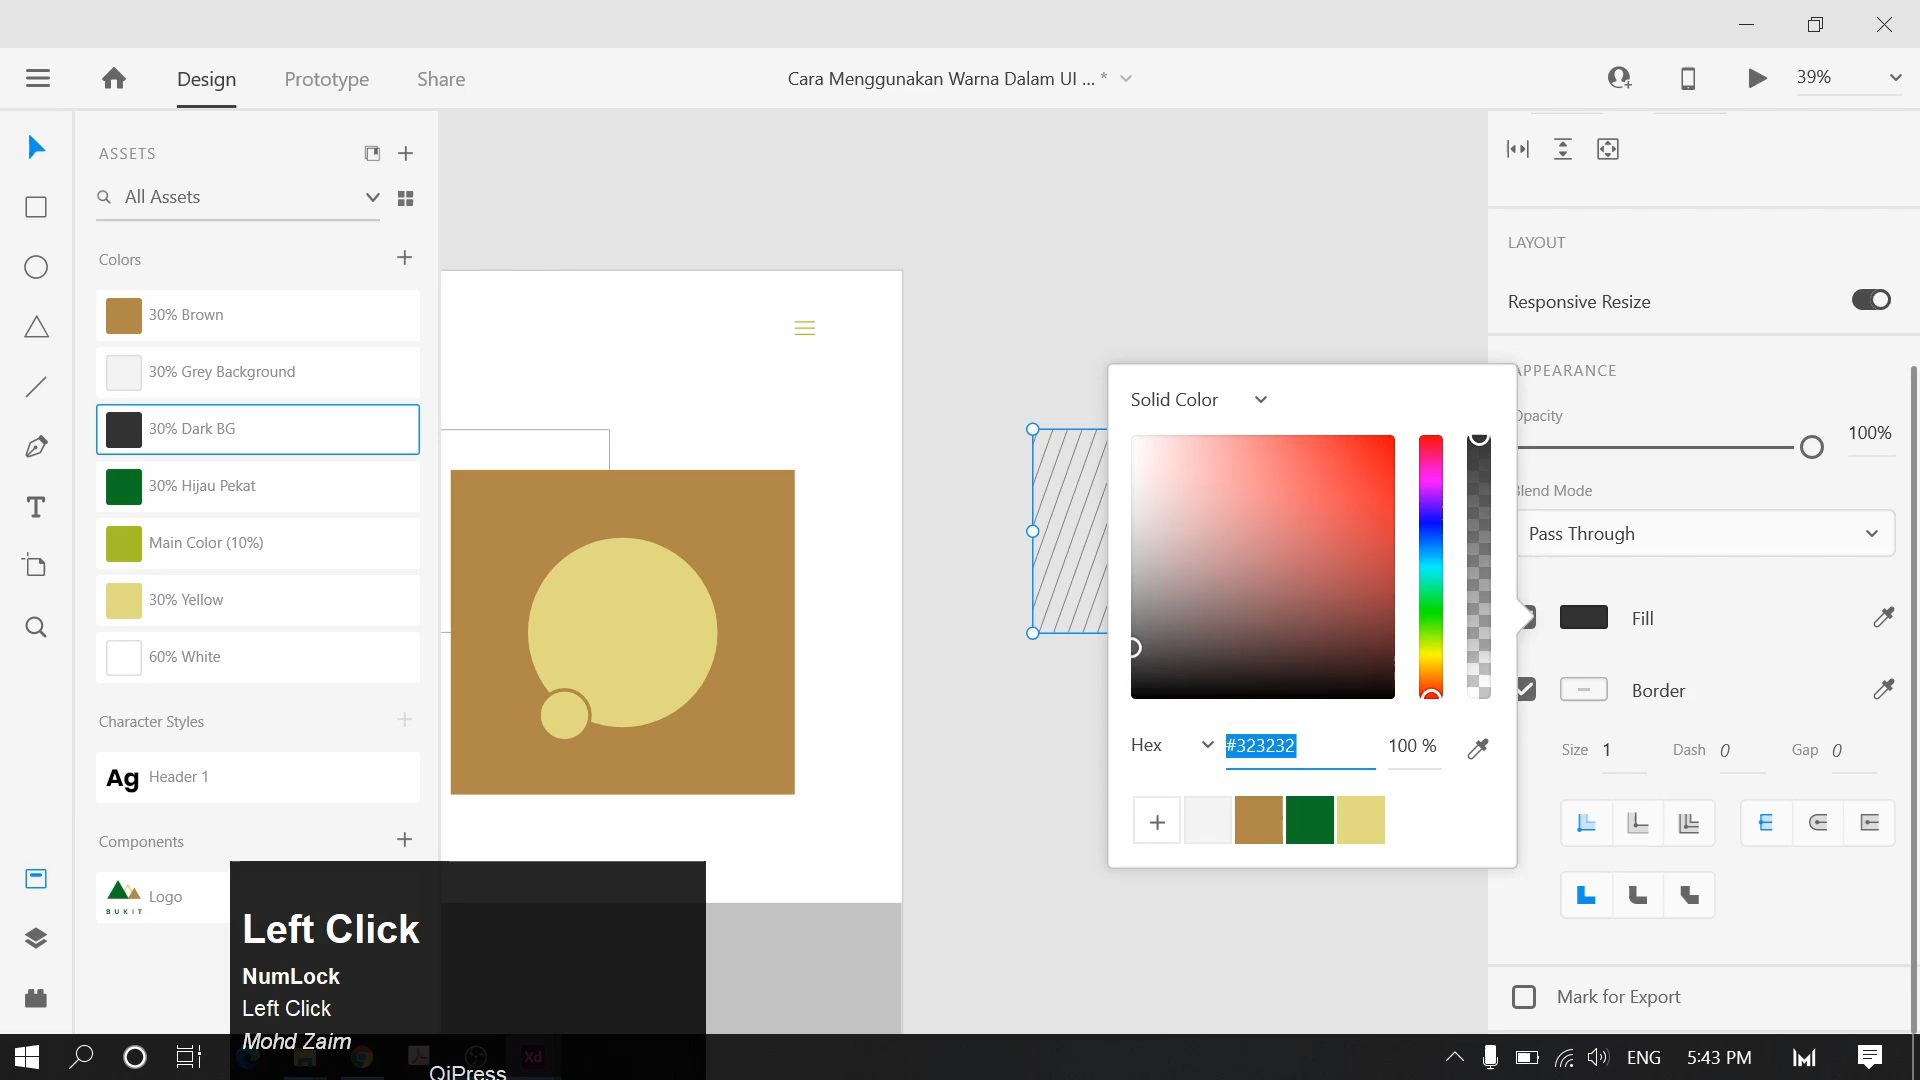 Design
Prototype
Share
Cara Menggunakan Warna Dalam UI ... *
39%
ASSETS
All Assets
Colors
30% Brown
30% Grey Background
30% Dark BG
30% Hijau Pekat
Main Color (10%)
30% Yellow
60% White
Character Styles
Ag Header 1
Components
BUKIT
Logo
Left Click
NumLock
Left Click
Mohd Zaim
QiPress
Solid Color
Hex
#323232
100 %
LAYOUT
Responsive Resize
APPEARANCE
Opacity
100%
Blend Mode
Pass Through
Fill
Border
Size 1
Dash 0
Gap 0
Mark for Export
Xd
ENG
5:43 PM